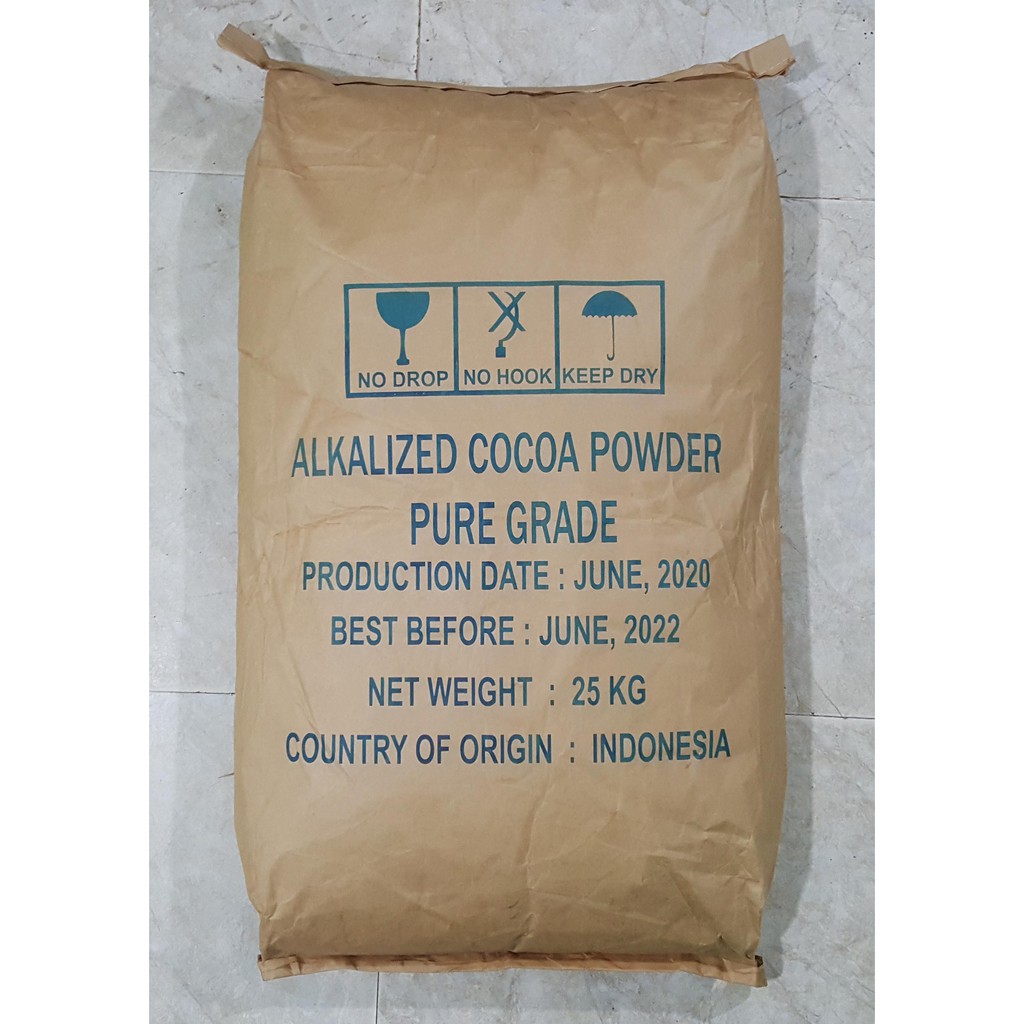 NO DROP NO HOOK KEEP DRY
ALKALIZED COCOA POWDER
PURE GRADE
PRODUCTION DATE : JUNE, 2020
BEST BEFORE : JUNE, 2022
NET WEIGHT : 25 KG
COUNTRY OF ORIGIN : INDONESIA